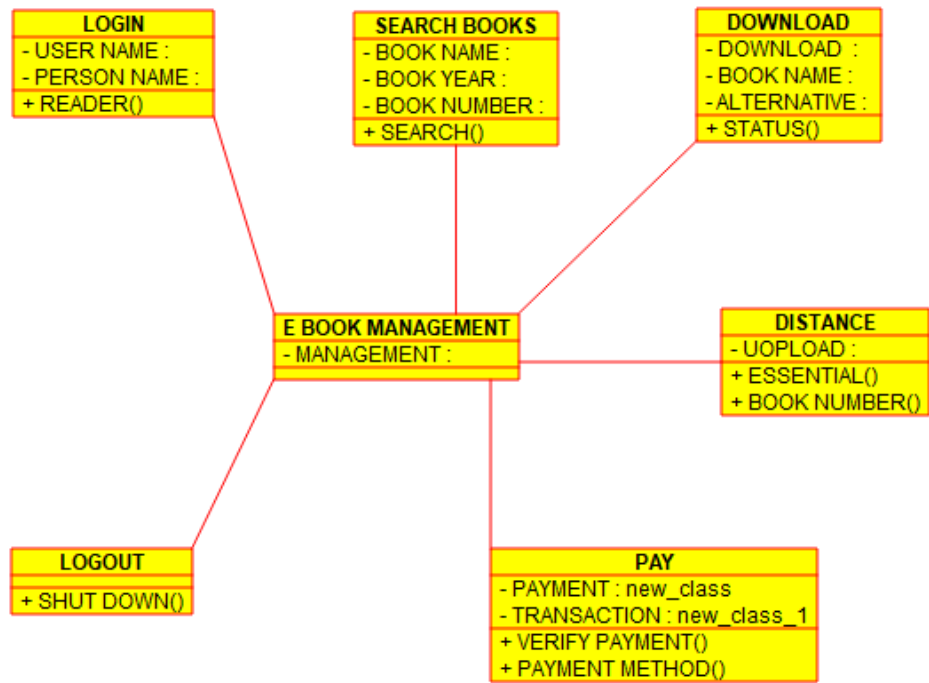 LOGIN
- USER NAME :
- PERSON NAME :
+ READER()
SEARCH BOOKS
- BOOK NAME :
- BOOK YEAR :
- BOOK NUMBER :
+ SEARCH()
DOWNLOAD
- DOWNLOAD :
- BOOK NAME :
- ALTERNATIVE :
+ STATUS()
E BOOK MANAGEMENT
- MANAGEMENT :
DISTANCE
- UOPLOAD :
+ ESSENTIAL()
+ BOOK NUMBER()
LOGOUT
+ SHUT DOWN()
PAY
- PAYMENT : new_class
- TRANSACTION : new_class_1
+ VERIFY PAYMENT()
+ PAYMENT METHOD()